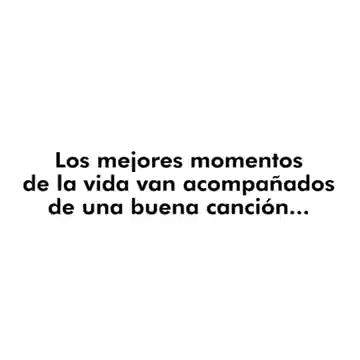 Los mejores momentos
de la vida van acompañados
de una buena canción...